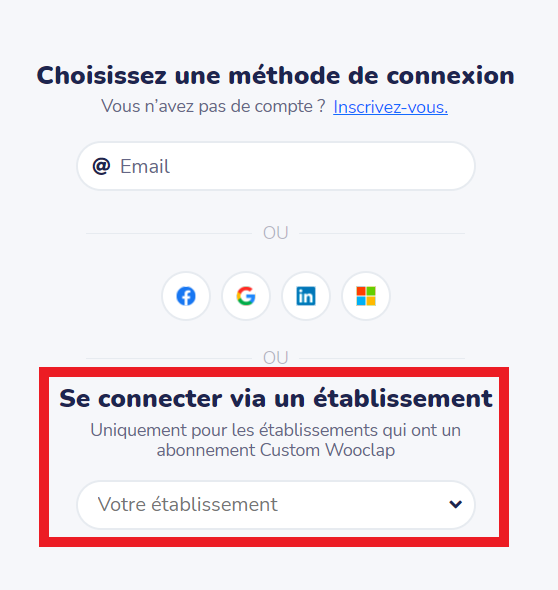 Choisissez une méthode de connexion
Vous n’avez pas de compte ? Inscrivez-vous.
@ Email
OU
OU
Se connecter via un établissement
Uniquement pour les établissements qui ont un
abonnement Custom Wooclap
Votre établissement